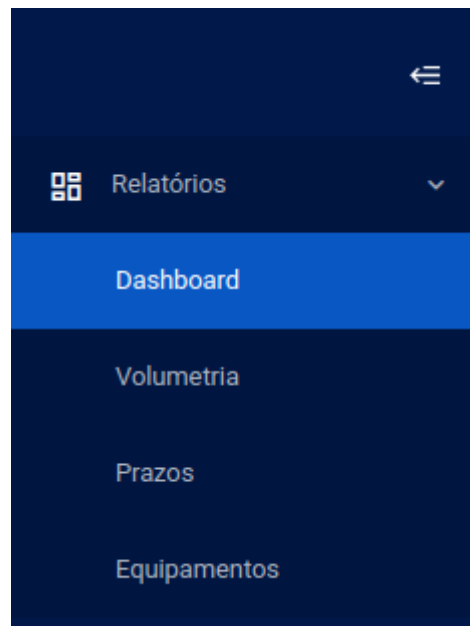 Relatórios
Dashboard
Volumetria
Prazos
Equipamentos